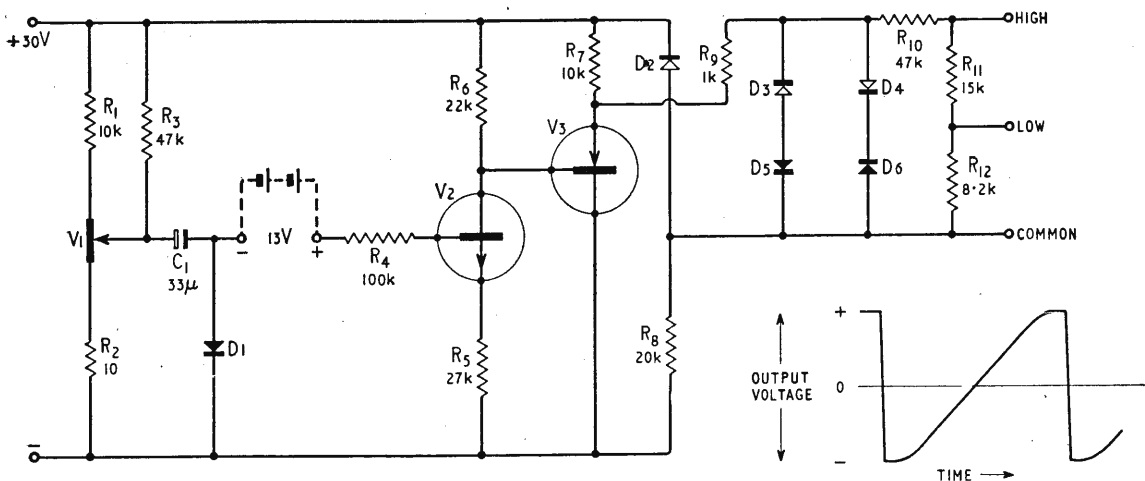 +30V
R1
10k
R3
47k
V1
C1
33μ
R2
10
D1
-
13V
+
R4
100k
R6
22k
V2
R5
27k
R7
10k
V3
D2
R8
20k
R9
1k
D3
D5
D4
D6
R10
47k
R11
15k
R12
8·2k
HIGH
LOW
COMMON
-
+
OUTPUT
VOLTAGE
0
-
TIME →